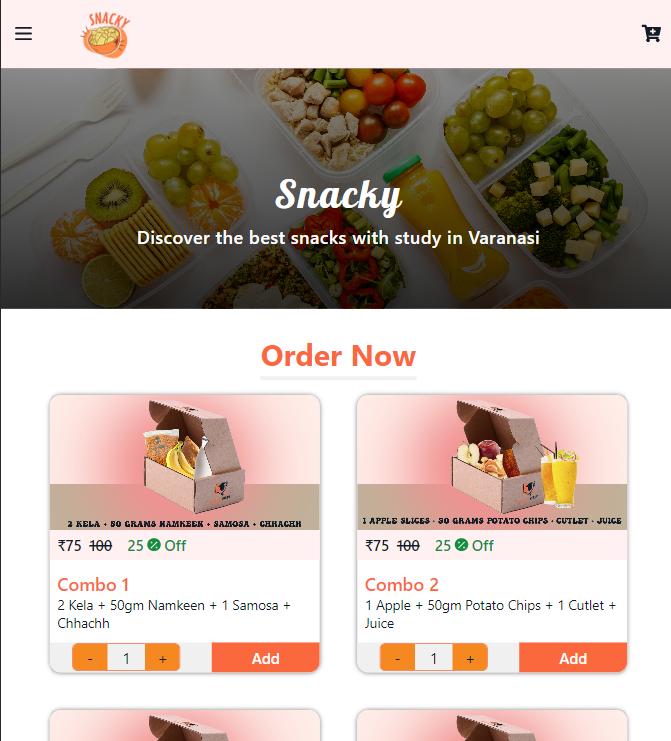 SNACKY
Snacky
Discover the best snacks with study in Varanasi
Order Now
2 KELA + 50 GRAMS NAMKEEN + SAMOSA + CHHACHH
₹75 100 25 % Off
Combo 1
2 Kela + 50gm Namkeen + 1 Samosa +
Chhachh
- 1 + Add
1 APPLE SLICES · 50 GRAMS POTATO CHIPS · CUTLET · JUICE
₹75 100 25 % Off
Combo 2
1 Apple + 50gm Potato Chips + 1 Cutlet +
Juice
- 1 + Add